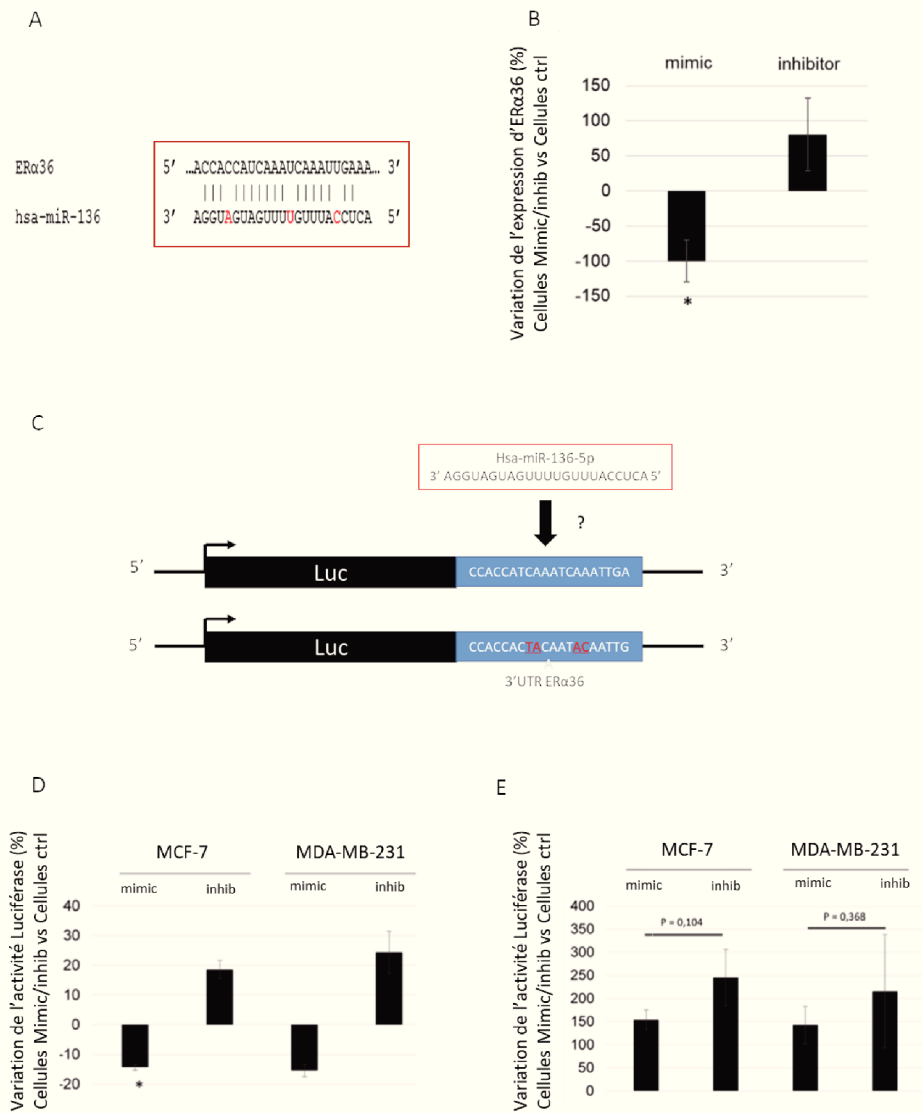 A
ERα36 5' …ACCACCAUCAAAUCAAAUUGAAA… 3'
hsa-miR-136 3' AGGUAGUAGUUUUGUUUACCUCA 5'
B
Variation de l'expression d'ERα36 (%)
Cellules Mimic/inhib vs Cellules ctrl
mimic inhibitor
150
100
50
0
-50
-100
-150
*
C
Hsa-miR-136-5p
3' AGGUAGUAGUUUUGUUUACCUCA 5'
?
5' Luc CCACCATCAAATCAAATTGA 3'
5' Luc CCACCACTACAATACAATTG 3'
3'UTR ERα36
D
Variation de l'activité Luciférase (%)
Cellules Mimic/inhib vs Cellules ctrl
MCF-7 MDA-MB-231
mimic inhib mimic inhib
40
30
20
10
0
-10
-20
*
E
Variation de l'activité Luciférase (%)
Cellules Mimic/inhib vs Cellules ctrl
MCF-7 MDA-MB-231
mimic inhib mimic inhib
400
350
300
250
200
150
100
50
0
P = 0,104
P = 0,368